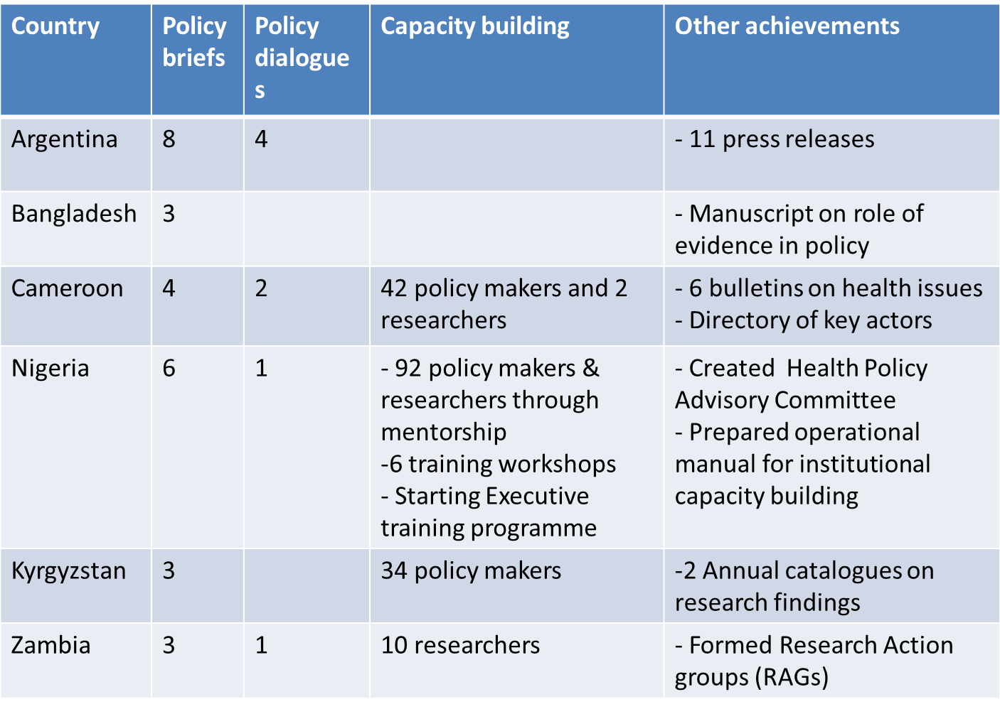 Country
Policy
briefs
Policy
dialogue
s
Capacity building
Other achievements
Argentina
8
4
- 11 press releases
Bangladesh
3
- Manuscript on role of
evidence in policy
Cameroon
4
2
42 policy makers and 2
researchers
- 6 bulletins on health issues
- Directory of key actors
Nigeria
6
1
- 92 policy makers &
researchers through
mentorship
-6 training workshops
- Starting Executive
training programme
- Created  Health Policy
Advisory Committee
- Prepared operational
manual for institutional
capacity building
Kyrgyzstan
3
34 policy makers
-2 Annual catalogues on
research findings
Zambia
3
1
10 researchers
- Formed Research Action
groups (RAGs)